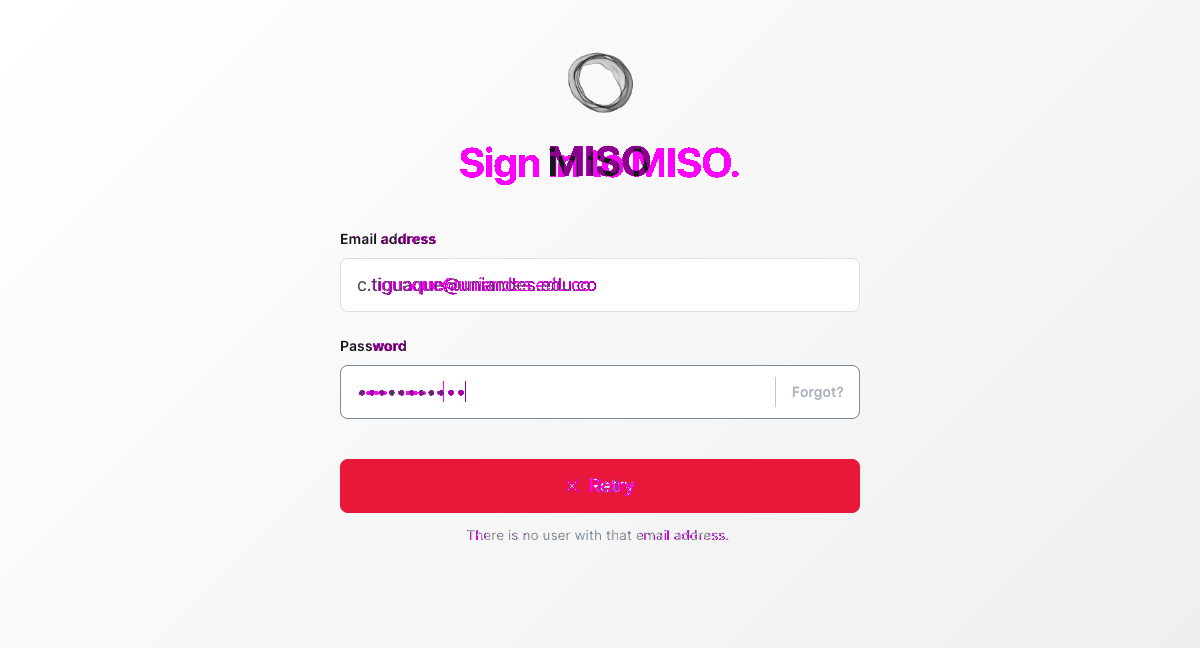 Sign in to MISO.
MISO
Email address
c.tiguaque@uniandes.edu.co
Password
Forgot?
Retry
There is no user with that email address.